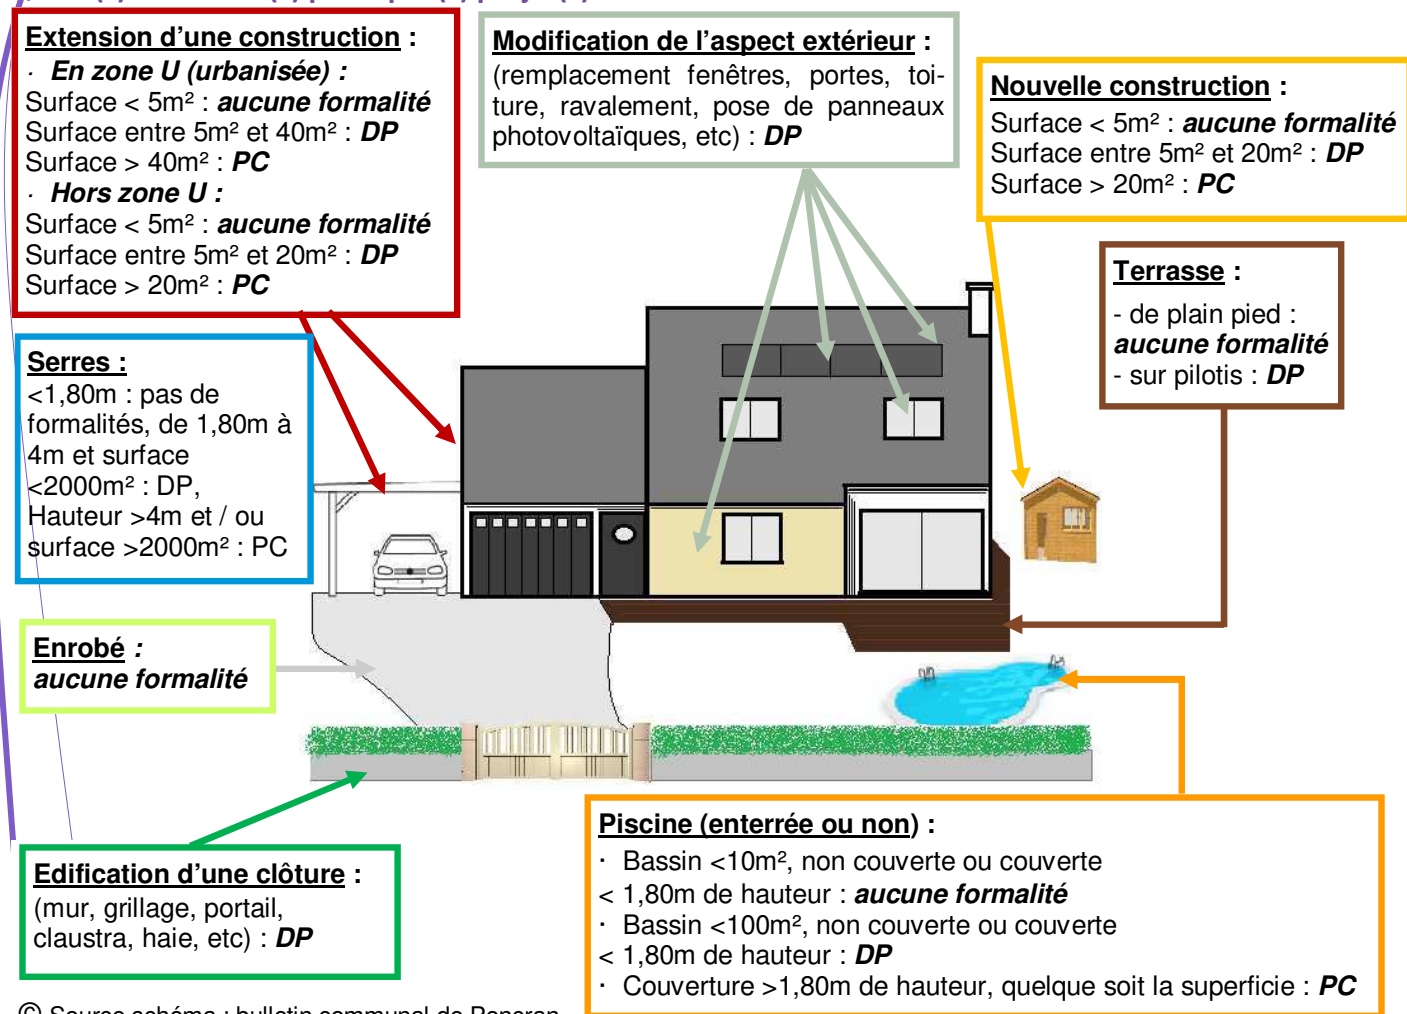 Extension d’une construction :
· En zone U (urbanisée) :
Surface < 5m² : aucune formalité
Surface entre 5m² et 40m² : DP
Surface > 40m² : PC
· Hors zone U :
Surface < 5m² : aucune formalité
Surface entre 5m² et 20m² : DP
Surface > 20m² : PC
Modification de l’aspect extérieur :
(remplacement fenêtres, portes, toi-
ture, ravalement, pose de panneaux
photovoltaïques, etc) : DP
Nouvelle construction :
Surface < 5m² : aucune formalité
Surface entre 5m² et 20m² : DP
Surface > 20m² : PC
Terrasse :
- de plain pied :
aucune formalité
- sur pilotis : DP
Serres :
<1,80m : pas de
formalités, de 1,80m à
4m et surface
<2000m² : DP,
Hauteur >4m et / ou
surface >2000m² : PC
Enrobé :
aucune formalité
Edification d’une clôture :
(mur, grillage, portail,
claustra, haie, etc) : DP
Piscine (enterrée ou non) :
· Bassin <10m², non couverte ou couverte
< 1,80m de hauteur : aucune formalité
· Bassin <100m², non couverte ou couverte
< 1,80m de hauteur : DP
· Couverture >1,80m de hauteur, quelque soit la superficie : PC
© Source schéma : bulletin communal de Pencran